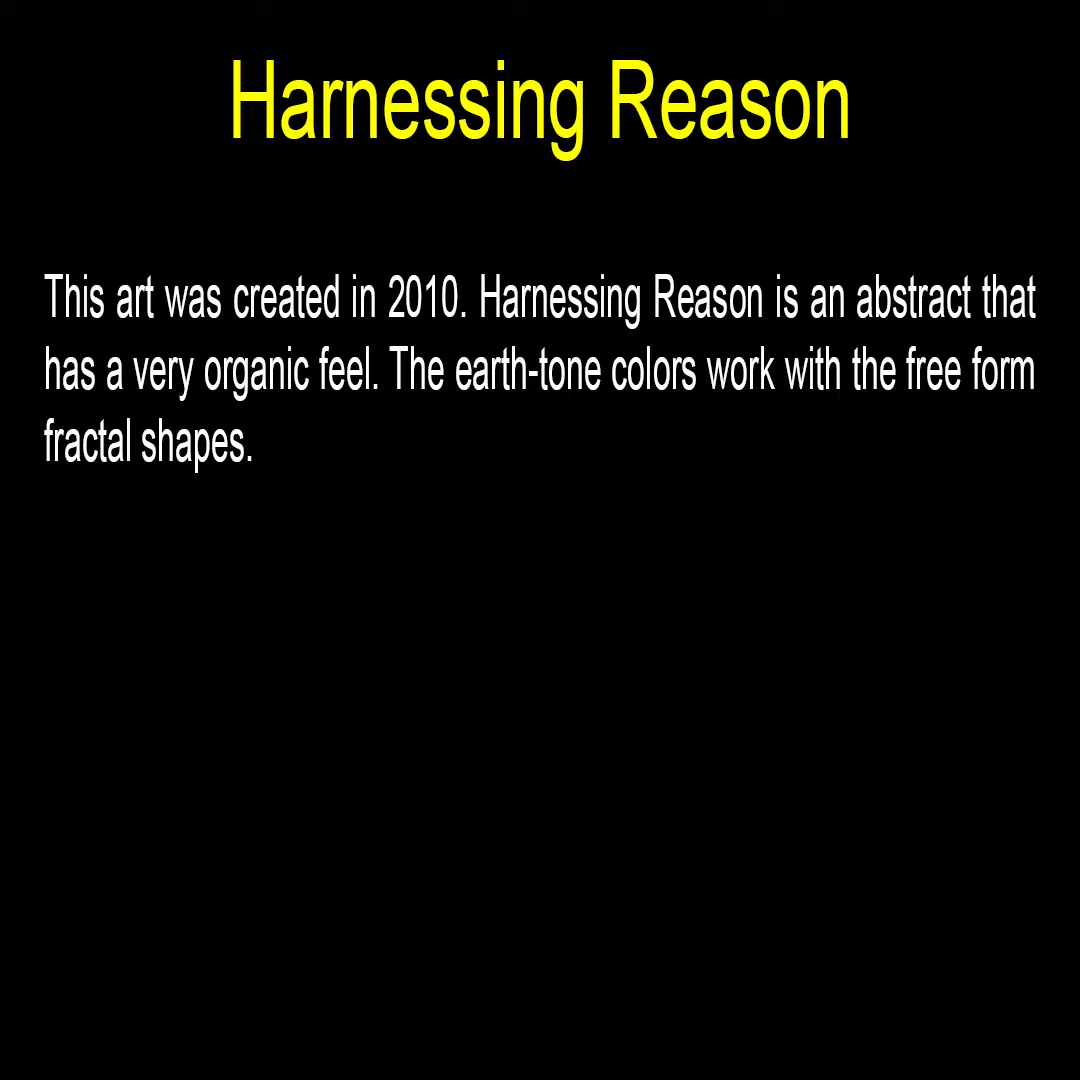 Harnessing Reason
This art was created in 2010. Harnessing Reason is an abstract that
has a very organic feel. The earth-tone colors work with the free form
fractal shapes.